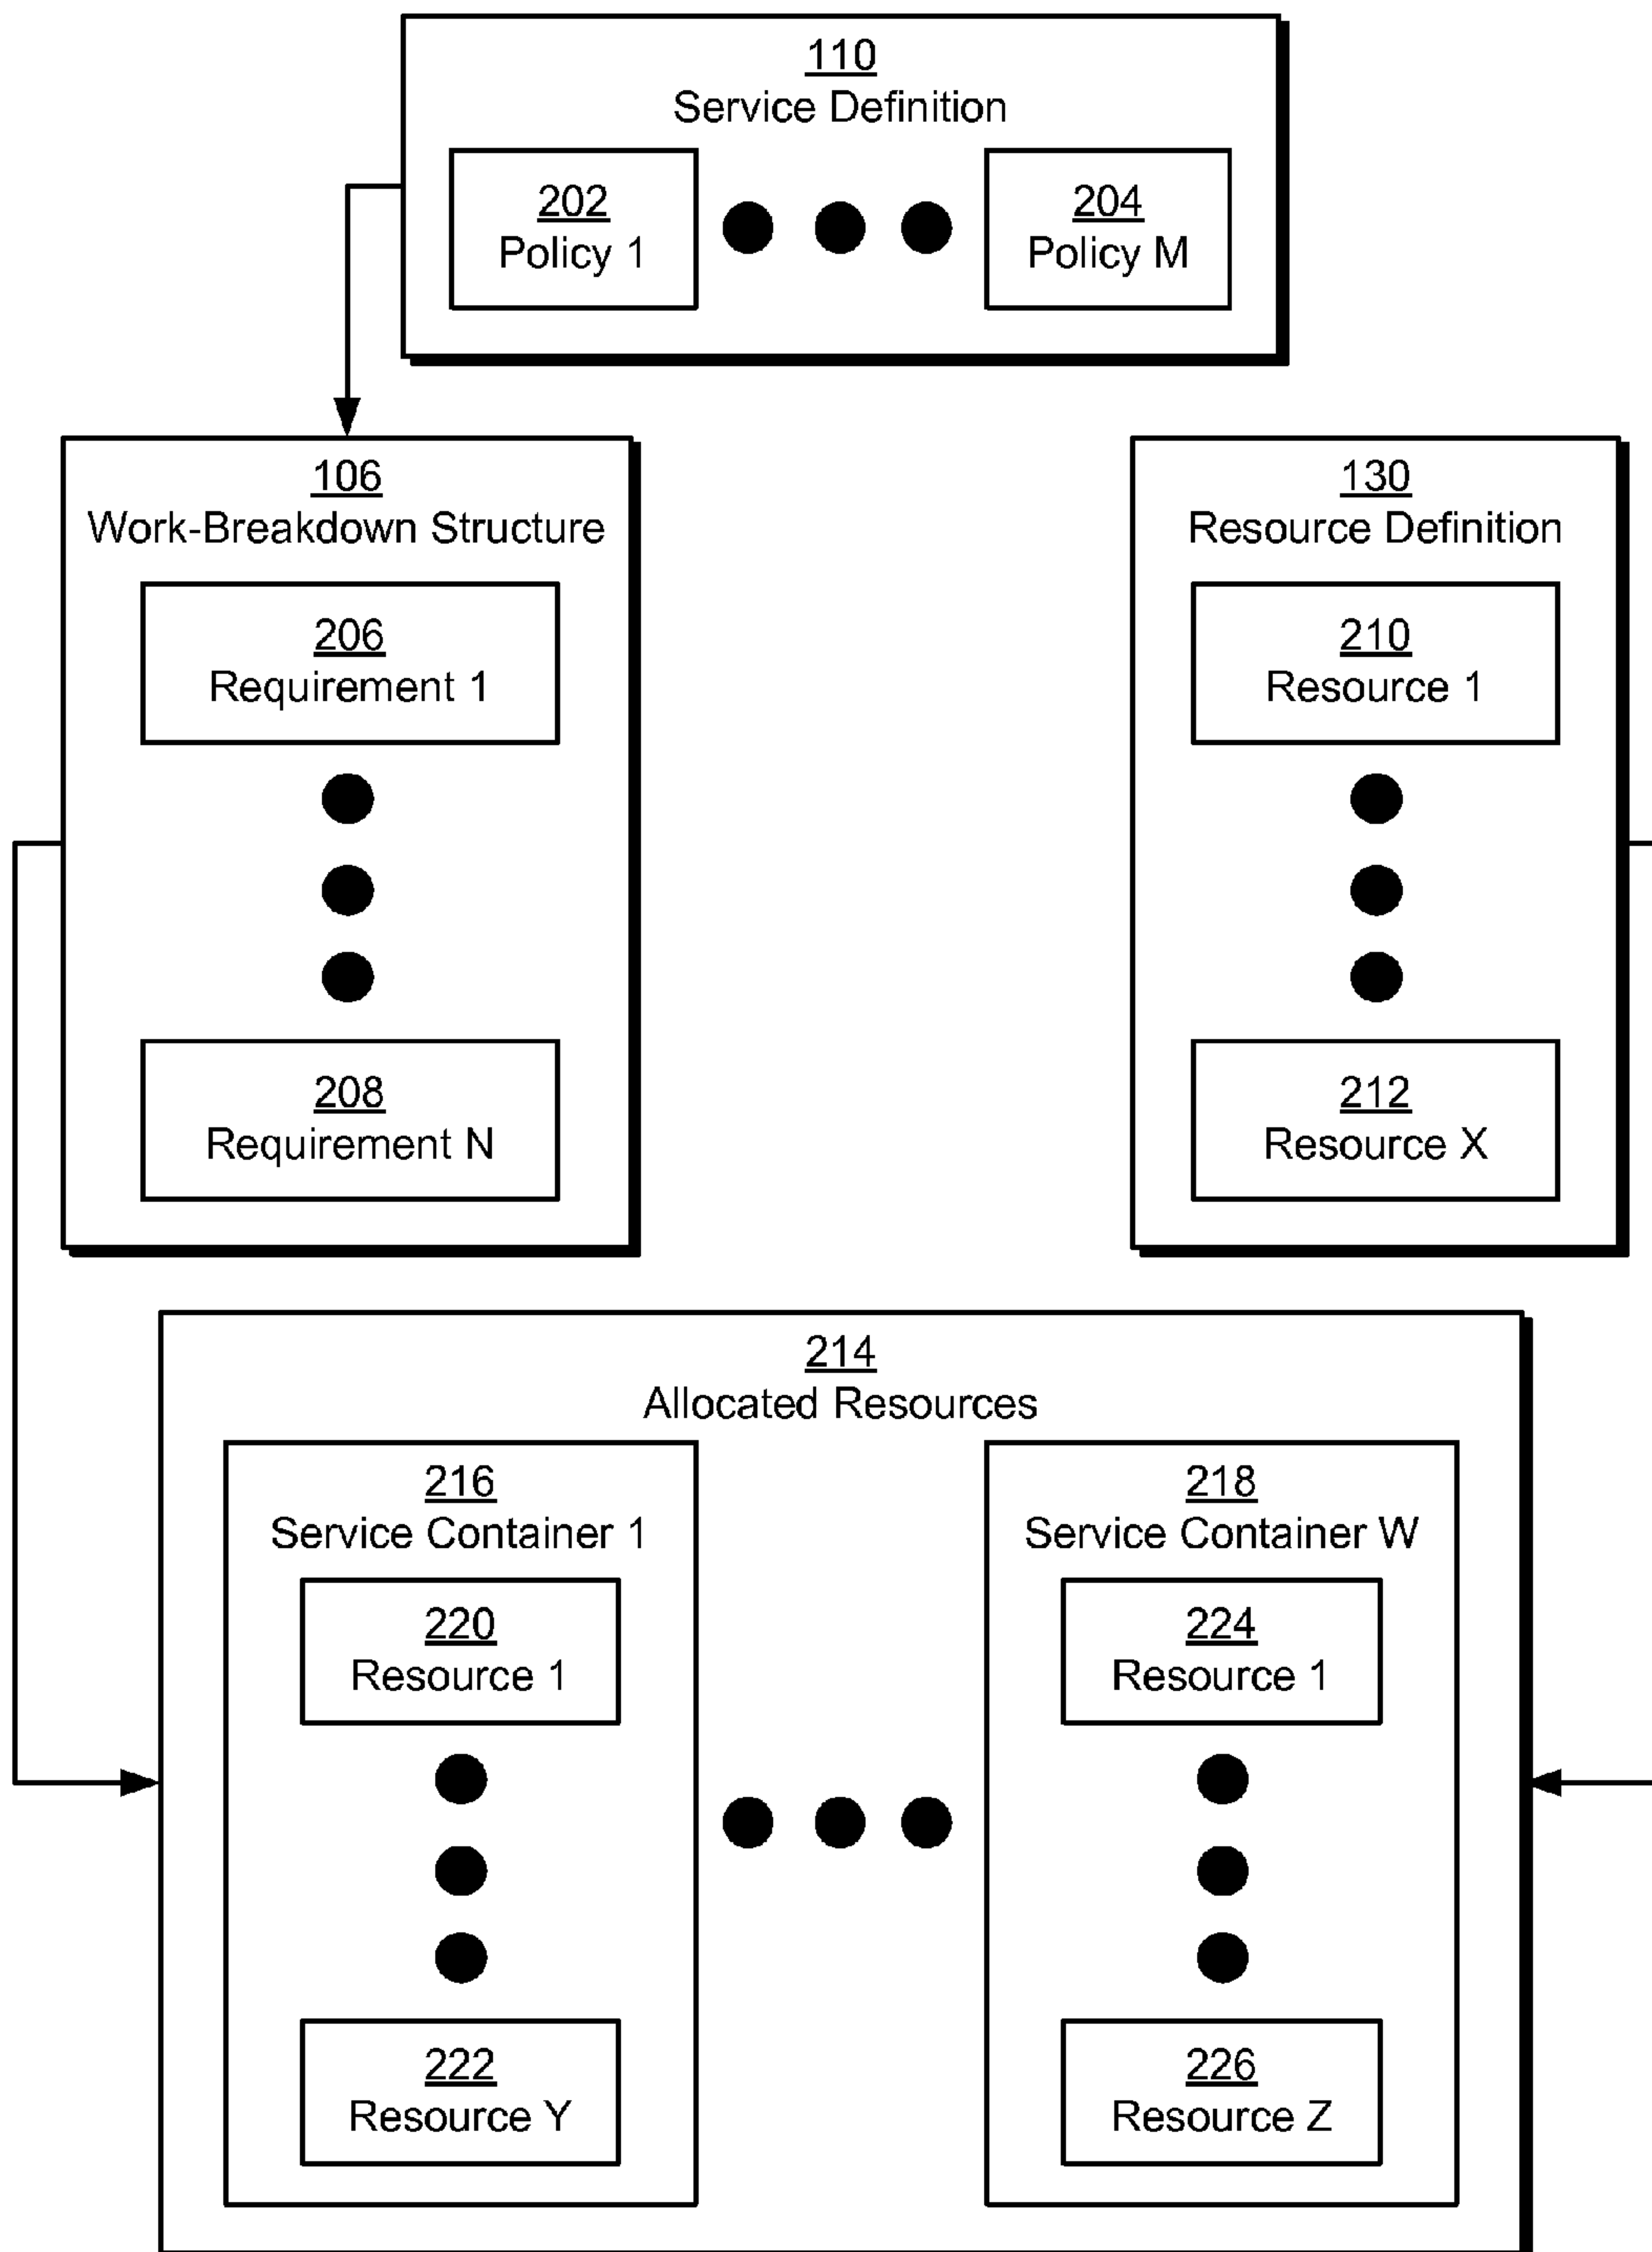 110
Service Definition
202
Policy 1
204
Policy M
106
Work-Breakdown Structure
206
Requirement 1
208
Requirement N
130
Resource Definition
210
Resource 1
212
Resource X
214
Allocated Resources
216
Service Container 1
220
Resource 1
222
Resource Y
218
Service Container W
224
Resource 1
226
Resource Z